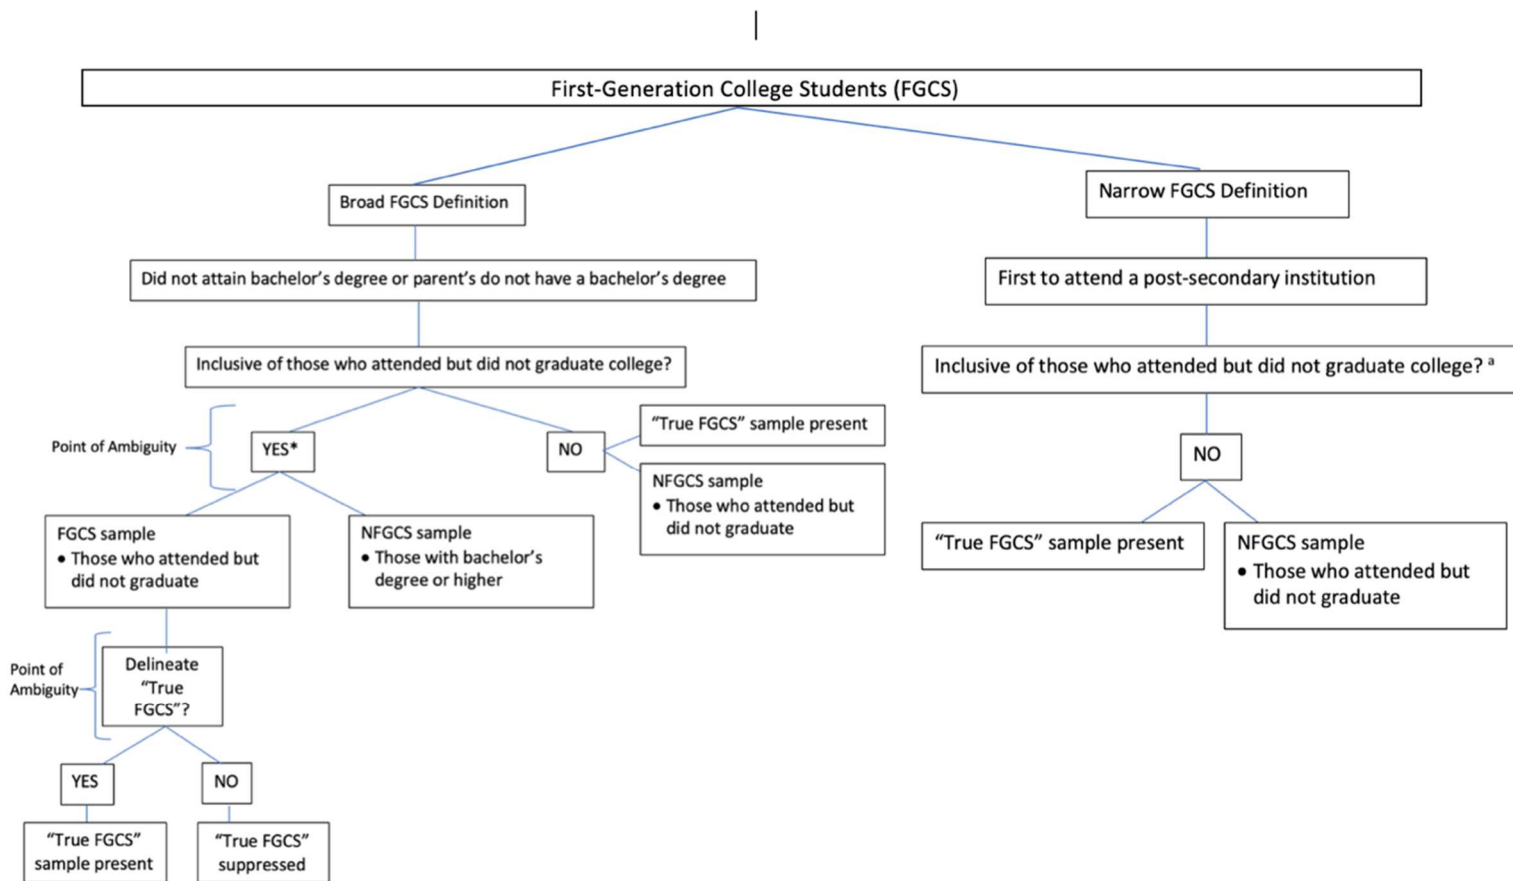 First-Generation College Students (FGCS)
Broad FGCS Definition
Narrow FGCS Definition
Did not attain bachelor’s degree or parent’s do not have a bachelor’s degree
First to attend a post-secondary institution
Inclusive of those who attended but did not graduate college?
Inclusive of those who attended but did not graduate college? ª
Point of Ambiguity
YES*
NO
“True FGCS” sample present
NFGCS sample
• Those who attended but
did not graduate
NO
FGCS sample
• Those who attended but
did not graduate
NFGCS sample
• Those with bachelor’s
degree or higher
“True FGCS” sample present
NFGCS sample
• Those who attended but
did not graduate
Point of
Ambiguity
Delineate
“True
FGCS”?
YES
NO
“True FGCS”
sample present
“True FGCS”
suppressed